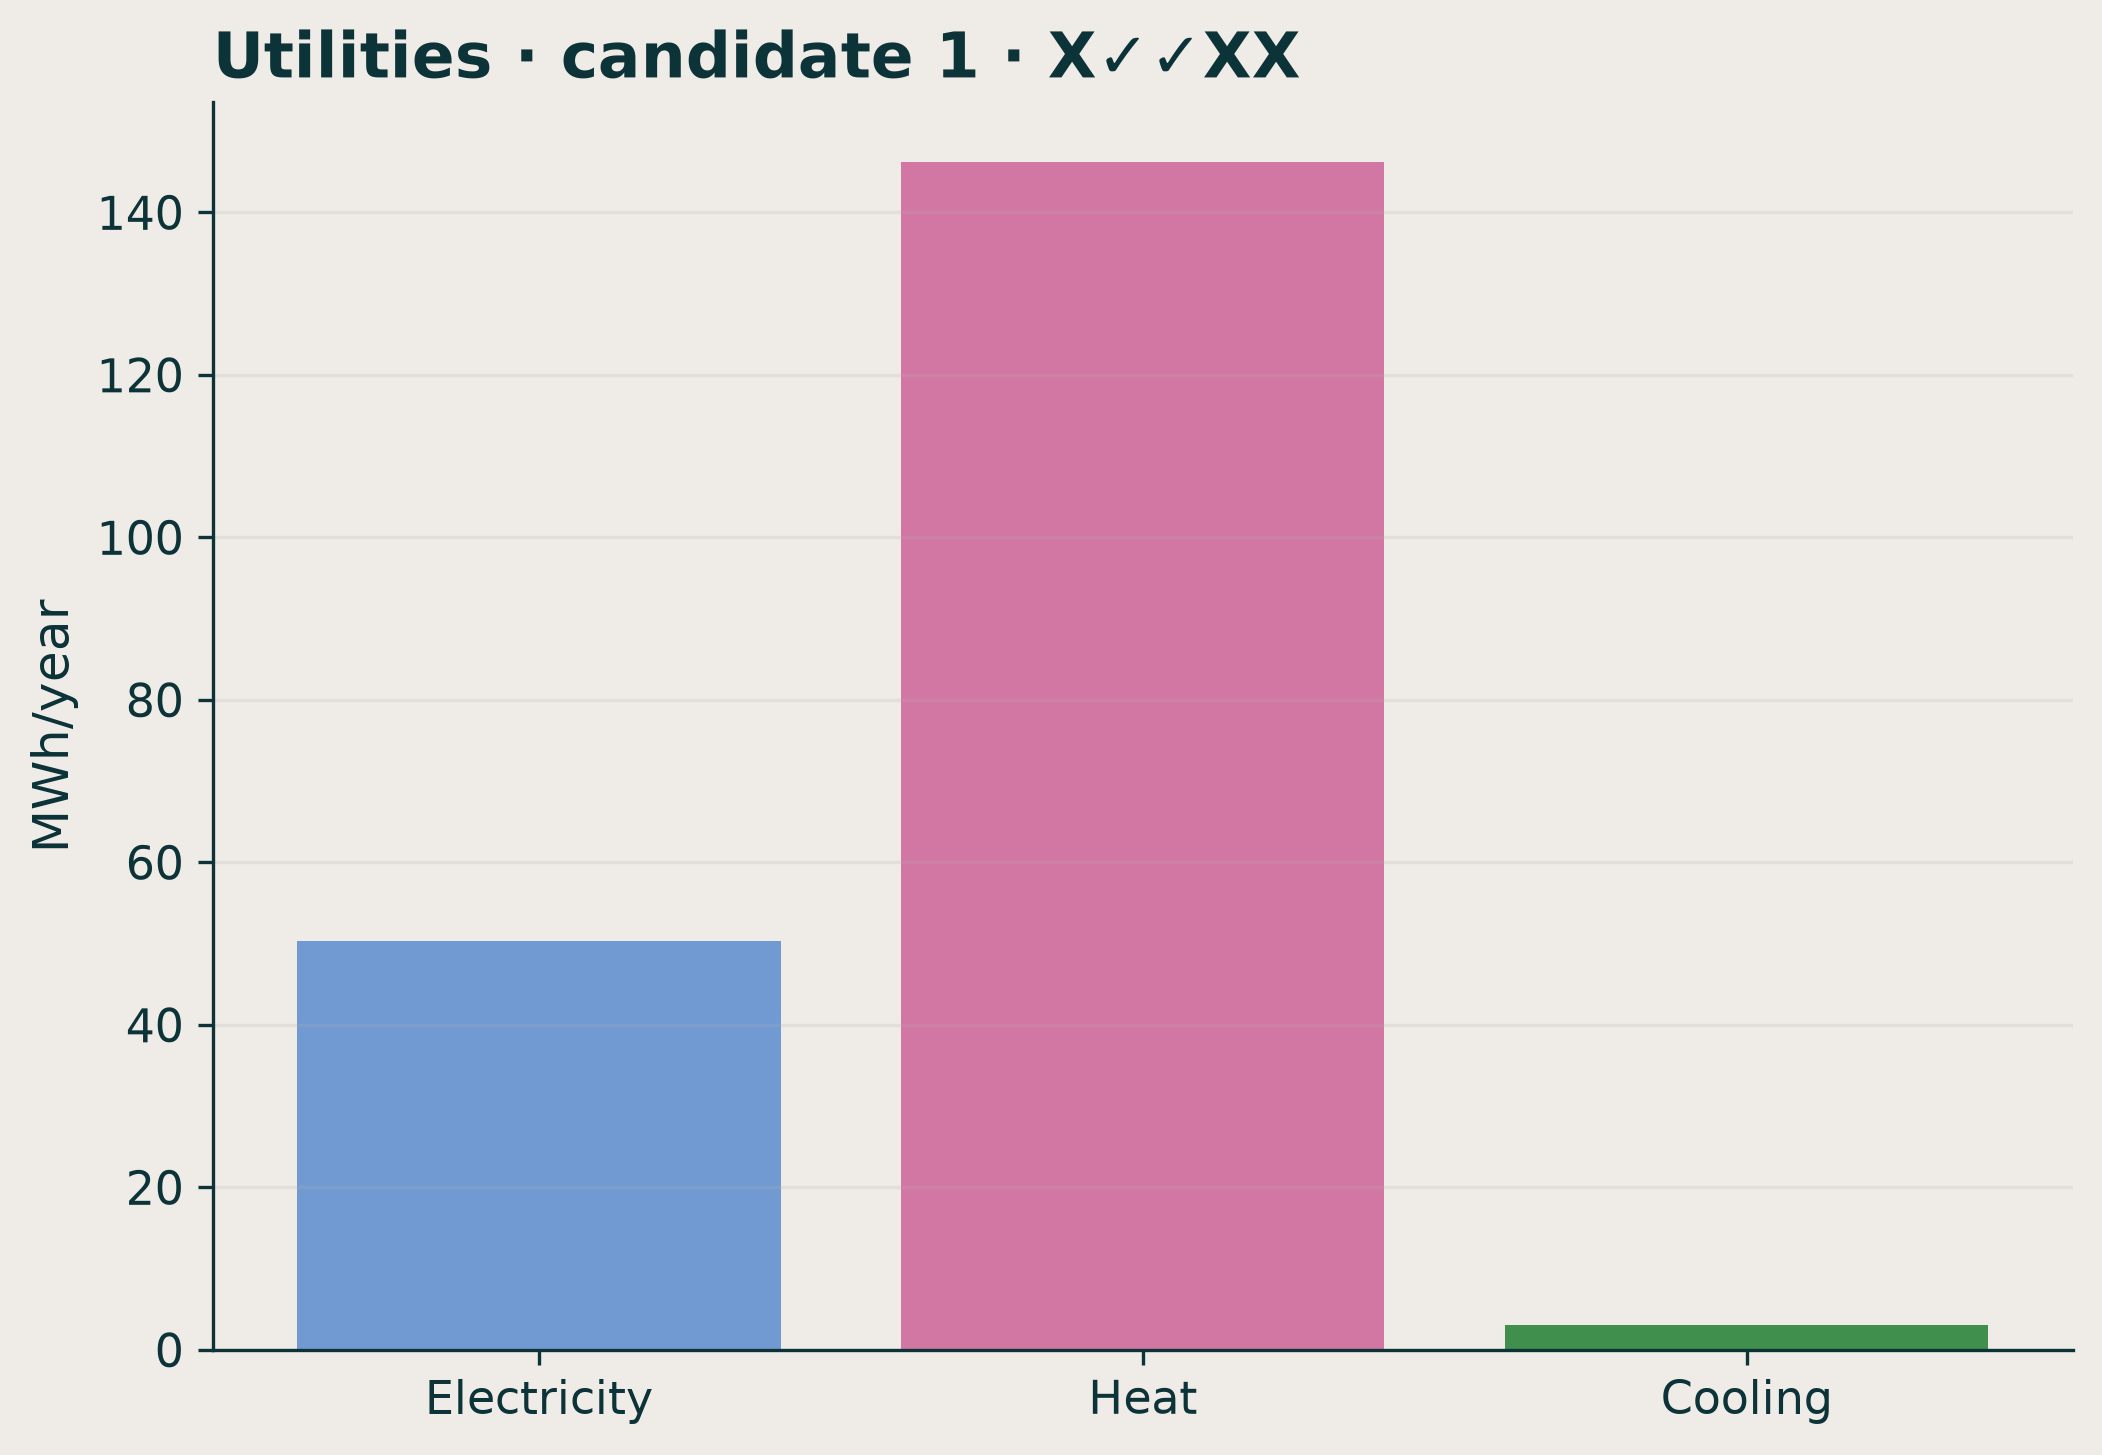 Utilities · candidate 1 · X✓✓XX
MWh/year
140
120
100
80
60
40
20
0
Electricity
Heat
Cooling